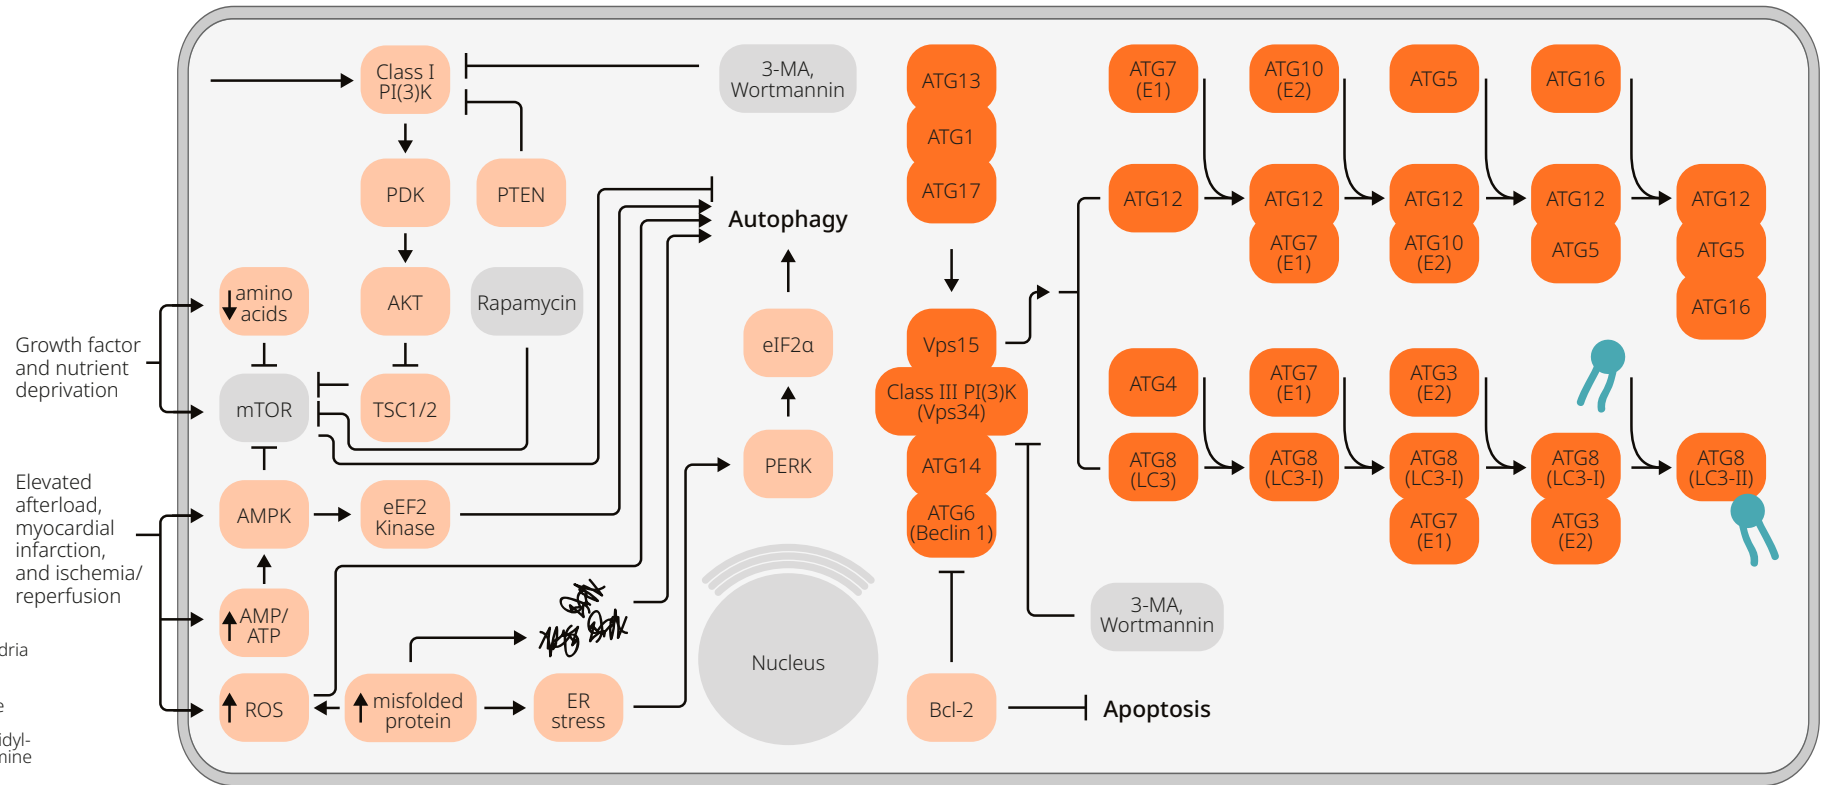 Growth factor
and nutrient
deprivation
Elevated
afterload,
myocardial
infarction,
and ischemia/
reperfusion
dria
e
idyl-
mine
Class I
PI(3)K
3-MA,
Wortmannin
PDK
PTEN
Autophagy
amino
acids
AKT
Rapamycin
eIF2α
mTOR
TSC1/2
PERK
AMPK
eEF2
Kinase
AMP/
ATP
ROS
misfolded
protein
ER
stress
Nucleus
ATG13
ATG1
ATG17
Vps15
Class III PI(3)K
(Vps34)
ATG14
ATG6
(Beclin 1)
3-MA,
Wortmannin
Bcl-2
Apoptosis
ATG7
(E1)
ATG10
(E2)
ATG5
ATG16
ATG12
ATG12
ATG7
(E1)
ATG12
ATG10
(E2)
ATG12
ATG5
ATG12
ATG5
ATG16
ATG4
ATG7
(E1)
ATG3
(E2)
ATG8
(LC3)
ATG8
(LC3-I)
ATG8
(LC3-I)
ATG7
(E1)
ATG8
(LC3-I)
ATG3
(E2)
ATG8
(LC3-II)